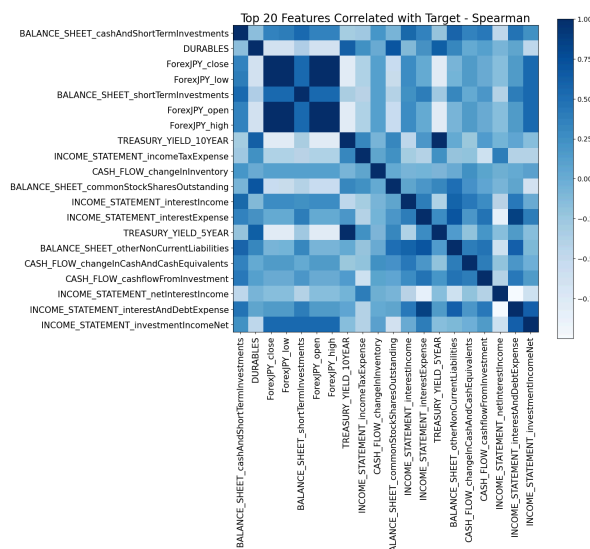 Top 20 Features Correlated with Target - Spearman
BALANCE_SHEET_cashAndShortTermInvestments
DURABLES
ForexJPY_close
ForexJPY_low
BALANCE_SHEET_shortTermInvestments
ForexJPY_open
ForexJPY_high
TREASURY_YIELD_10YEAR
INCOME_STATEMENT_incomeTaxExpense
CASH_FLOW_changeInInventory
BALANCE_SHEET_commonStockSharesOutstanding
INCOME_STATEMENT_interestIncome
INCOME_STATEMENT_interestExpense
TREASURY_YIELD_5YEAR
BALANCE_SHEET_otherNonCurrentLiabilities
CASH_FLOW_changeInCashAndCashEquivalents
CASH_FLOW_cashflowFromInvestment
INCOME_STATEMENT_netInterestIncome
INCOME_STATEMENT_interestAndDebtExpense
INCOME_STATEMENT_investmentIncomeNet
BALANCE_SHEET_cashAndShortTermInvestments
DURABLES
ForexJPY_close
ForexJPY_low
BALANCE_SHEET_shortTermInvestments
ForexJPY_open
ForexJPY_high
TREASURY_YIELD_10YEAR
INCOME_STATEMENT_incomeTaxExpense
CASH_FLOW_changeInInventory
ALANCE_SHEET_commonStockSharesOutstanding
INCOME_STATEMENT_interestIncome
INCOME_STATEMENT_interestExpense
TREASURY_YIELD_5YEAR
BALANCE_SHEET_otherNonCurrentLiabilities
CASH_FLOW_changeInCashAndCashEquivalents
CASH_FLOW_cashflowFromInvestment
INCOME_STATEMENT_netInterestIncome
INCOME_STATEMENT_interestAndDebtExpense
INCOME_STATEMENT_investmentIncomeNet
1.00
0.75
0.50
0.25
0.00